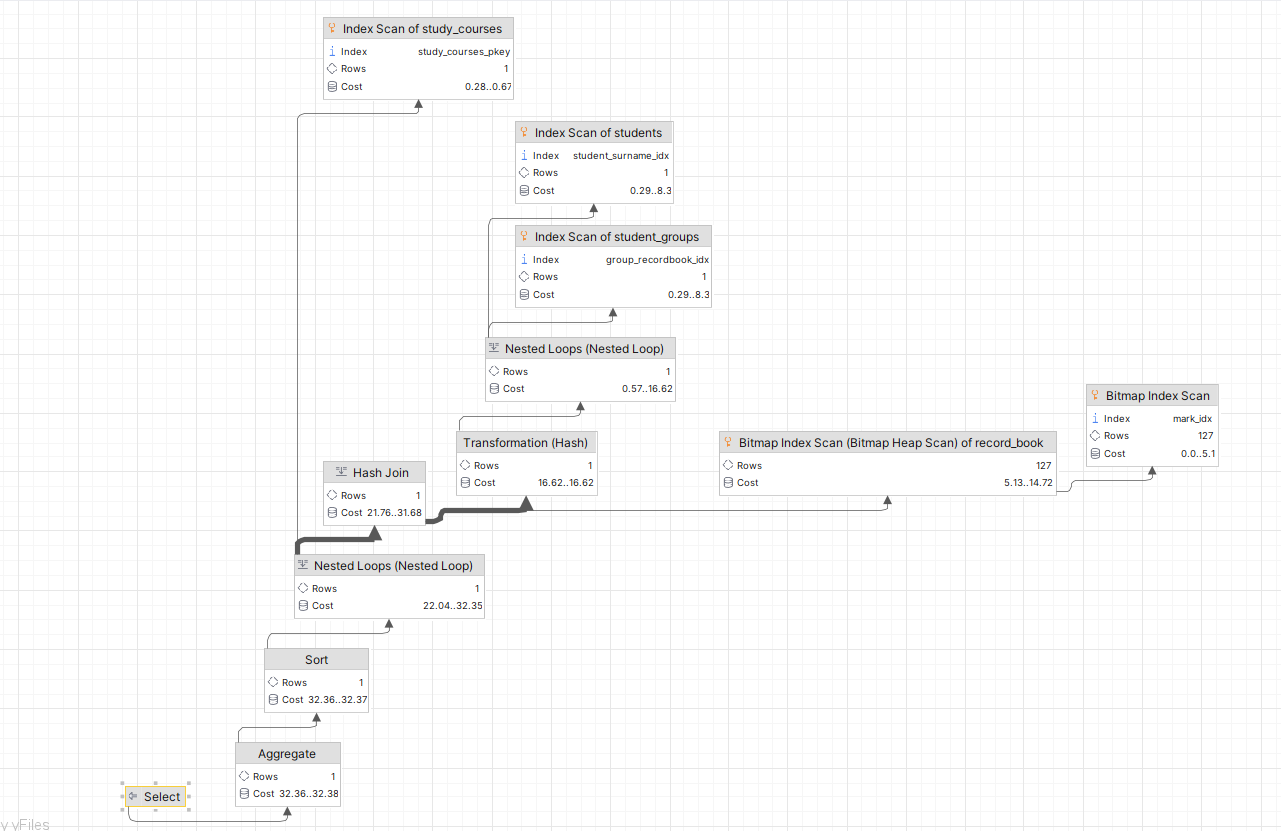 Index Scan of study_courses
i Index study_courses_pkey
Rows 1
Cost 0.28..0.67
Index Scan of students
i Index student_surname_idx
Rows 1
Cost 0.29..8.3
Index Scan of student_groups
i Index group_recordbook_idx
Rows 1
Cost 0.29..8.3
Nested Loops (Nested Loop)
Rows 1
Cost 0.57..16.62
Bitmap Index Scan
i Index mark_idx
Rows 127
Cost 0.0..5.1
Transformation (Hash)
Rows 1
Cost 16.62..16.62
Bitmap Index Scan (Bitmap Heap Scan) of record_book
Rows 127
Cost 5.13..14.72
Hash Join
Rows 1
Cost 21.76..31.68
Nested Loops (Nested Loop)
Rows 1
Cost 22.04..32.35
Sort
Rows 1
Cost 32.36..32.37
Aggregate
Rows 1
Cost 32.36..32.38
Select
y yFiles